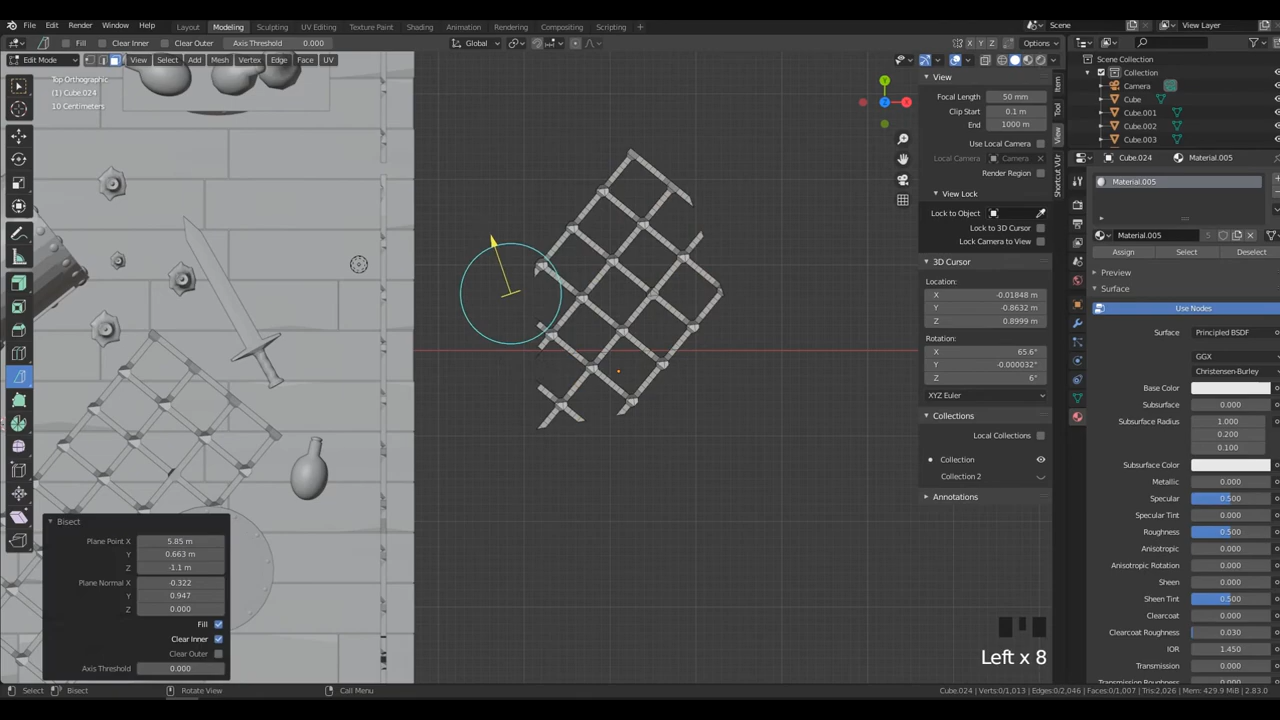 File Edit Render Window Help Layout Modeling Sculpting UV Editing Texture Paint Shading Animation Rendering Compositing Scripting + Scene View Layer
Fill Clear Inner Clear Outer Axis Threshold 0.000 Global X Y Z Options
Edit Mode View Select Add Mesh Vertex Edge Face UV
Top Orthographic
(1) Cube.024
10 Centimeters
Y
X
Z
View
Focal Length 50 mm
Clip Start 0.1 m
End 1000 m
Use Local Camera
Local Camera Camera
Render Region
View Lock
Lock to Object
Lock to 3D Cursor
Lock Camera to View
3D Cursor
Location:
X -0.01848 m
Y -0.8632 m
Z 0.8999 m
Rotation:
X 65.6°
Y -0.000032°
Z 6°
XYZ Euler
Collections
Local Collections
Collection
Collection 2
Annotations
Item
Tool
View
Shortcut VUr
Scene Collection
Collection
Camera
Cube
Cube.001
Cube.002
Cube.003
Cube.024 Material.005
Material.005
Material.005 5
Assign Select Deselect
Preview
Surface
Use Nodes
Surface Principled BSDF
GGX
Christensen-Burley
Base Color
Subsurface 0.000
Subsurface Radius 1.000
0.200
0.100
Subsurface Color
Metallic 0.000
Specular 0.500
Specular Tint 0.000
Roughness 0.500
Anisotropic 0.000
Anisotropic Rotation 0.000
Sheen 0.000
Sheen Tint 0.500
Clearcoat 0.000
Clearcoat Roughness 0.030
IOR 1.450
Transmission 0.000
Transmission Roughness 0.000
Bisect
Plane Point X 5.85 m
Y 0.663 m
Z -1.1 m
Plane Normal X -0.322
Y 0.947
Z 0.000
Fill
Clear Inner
Clear Outer
Axis Threshold 0.000
Left x 8
Select Bisect Rotate View Call Menu Cube.024 | Verts:0/1,013 | Edges:0/2,046 | Faces:0/1,007 | Tris:2,026 | Mem: 429.9 MiB | 2.83.0